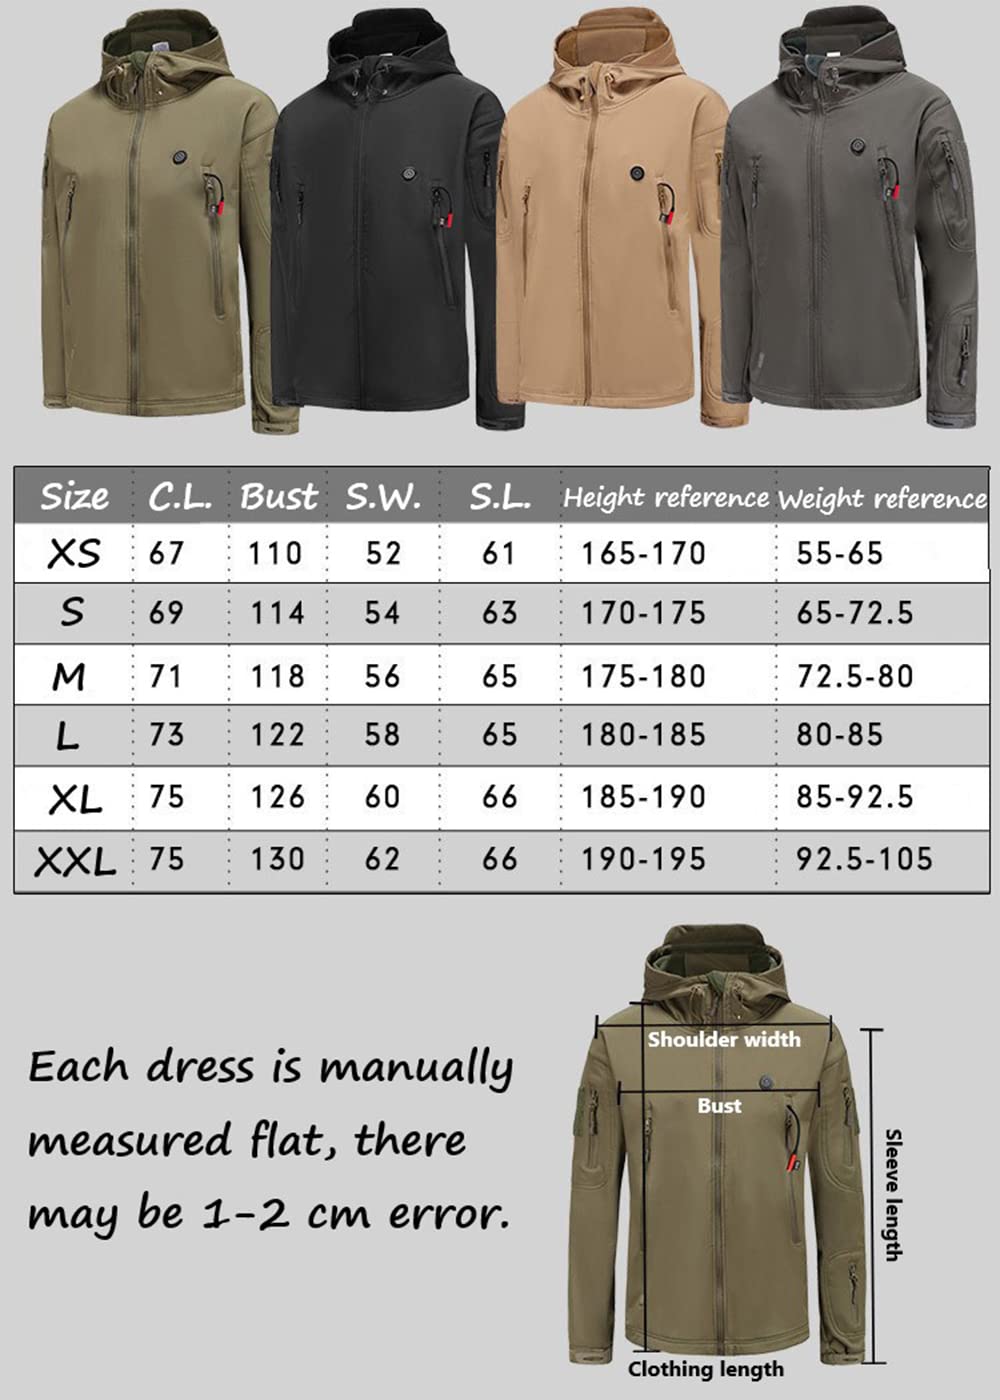 Size C.L. Bust S.W. S.L. Height reference Weight reference
XS 67 110 52 61 165-170 55-65
S 69 114 54 63 170-175 65-72.5
M 71 118 56 65 175-180 72.5-80
L 73 122 58 65 180-185 80-85
XL 75 126 60 66 185-190 85-92.5
XXL 75 130 62 66 190-195 92.5-105
Each dress is manually
measured flat, there
may be 1-2 cm error.
Shoulder width
Bust
Sleeve length
Clothing length